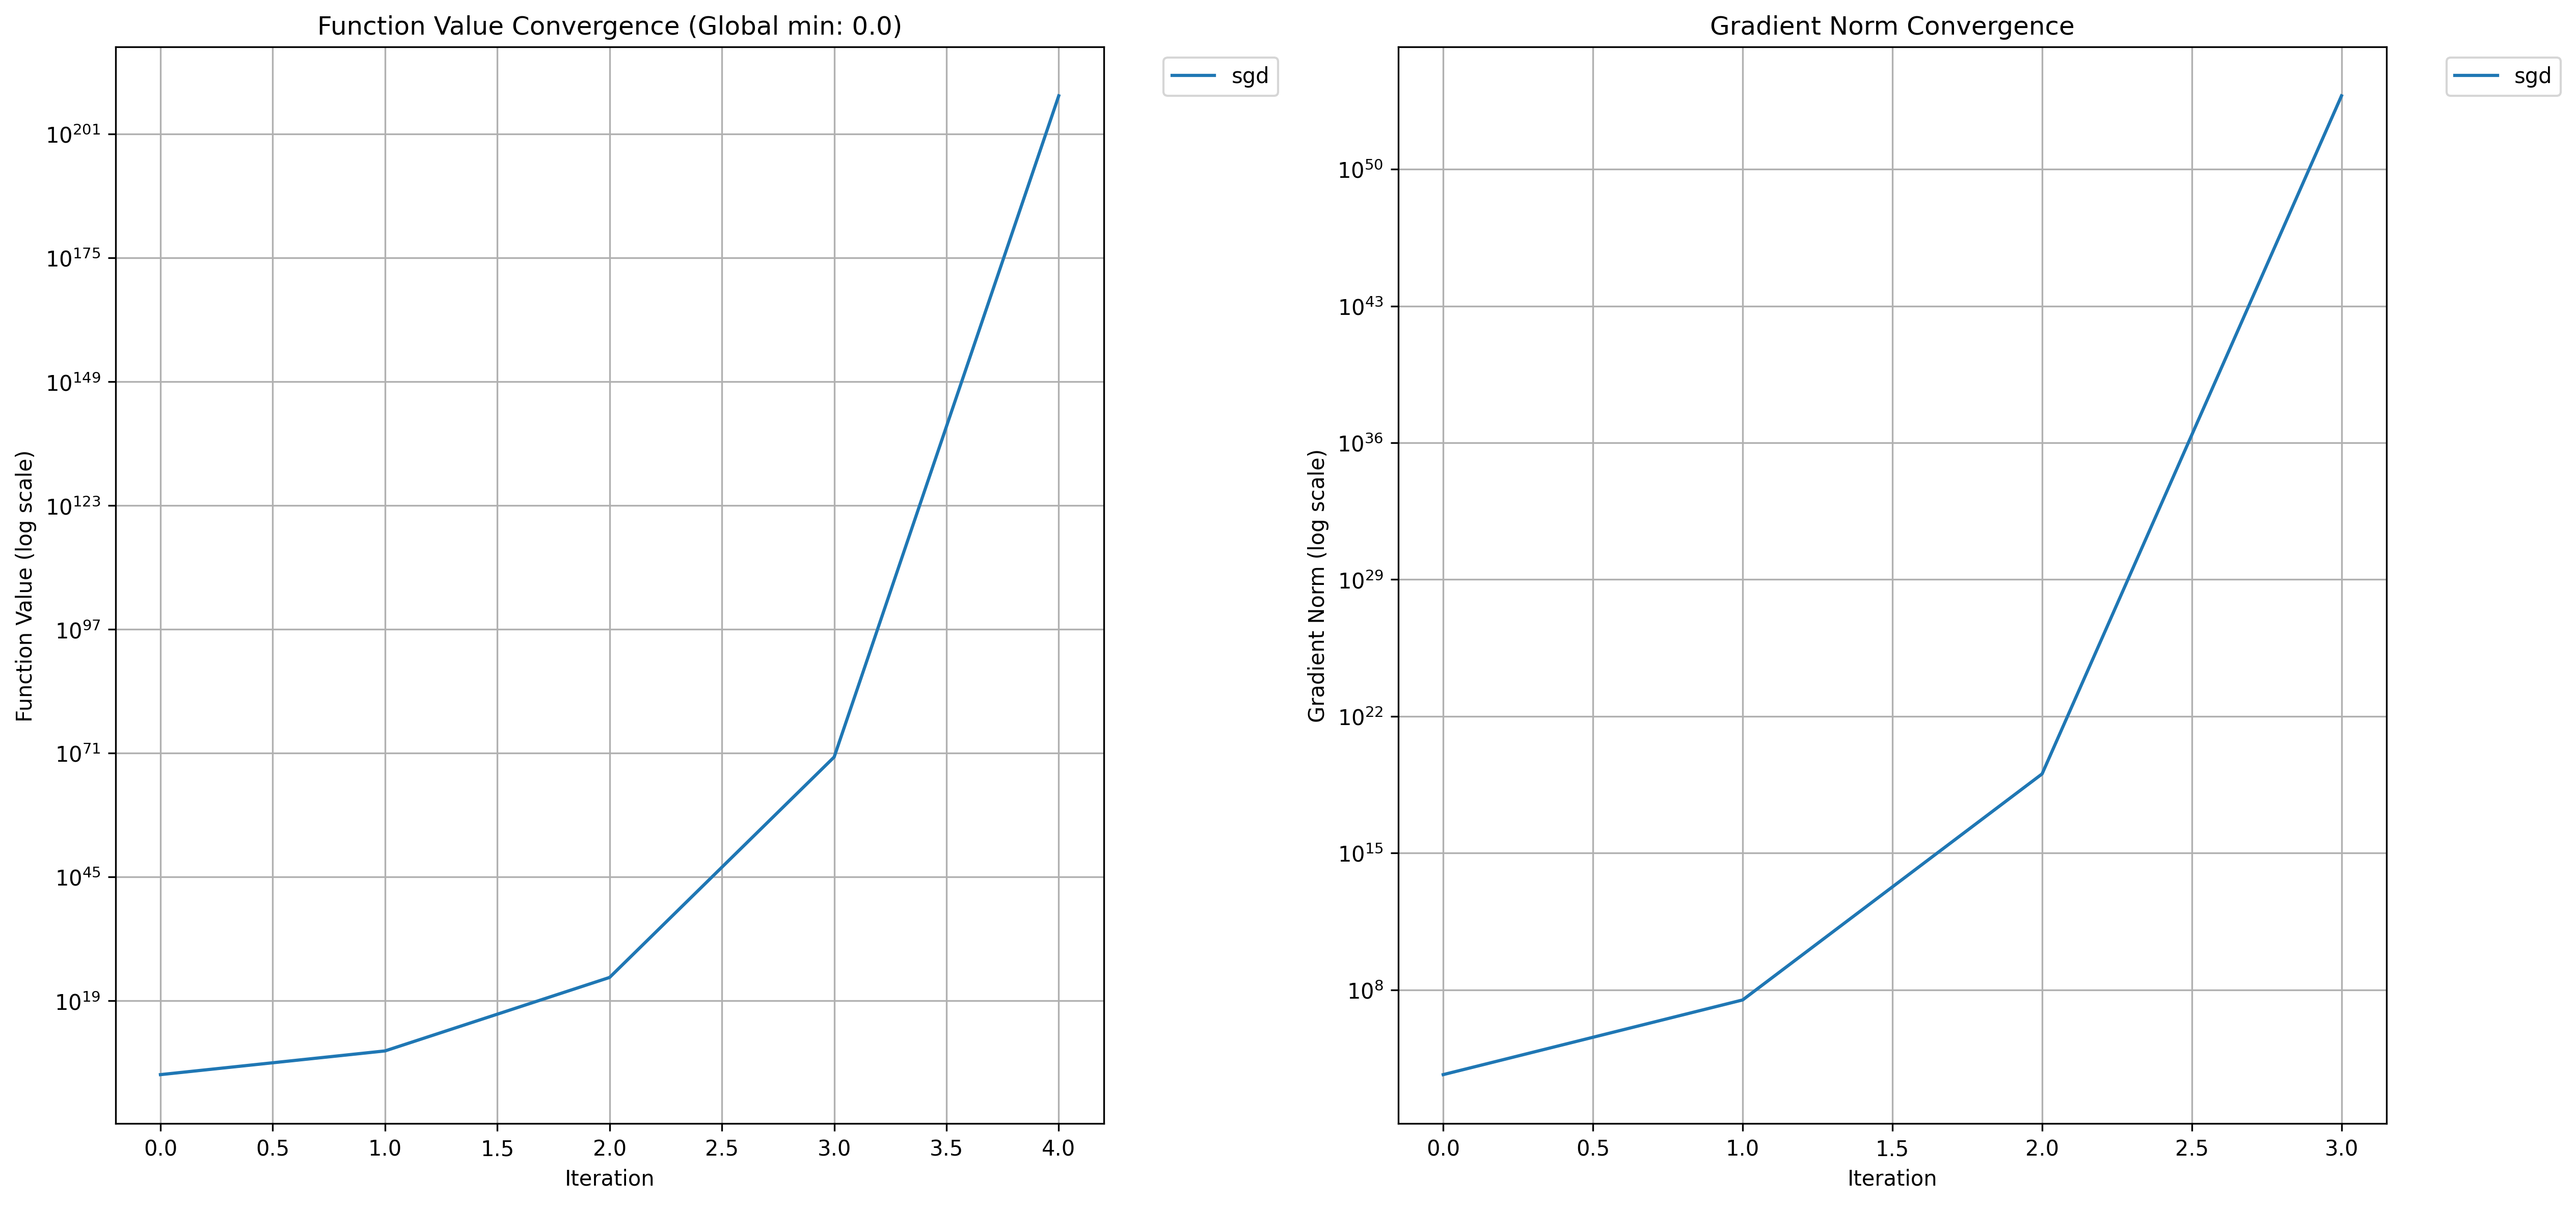 Function Value Convergence (Global min: 0.0)
sgd
Function Value (log scale)
10^201
10^175
10^149
10^123
10^97
10^71
10^45
10^19
0.0 0.5 1.0 1.5 2.0 2.5 3.0 3.5 4.0
Iteration
Gradient Norm Convergence
sgd
Gradient Norm (log scale)
10^50
10^43
10^36
10^29
10^22
10^15
10^8
0.0 0.5 1.0 1.5 2.0 2.5 3.0
Iteration